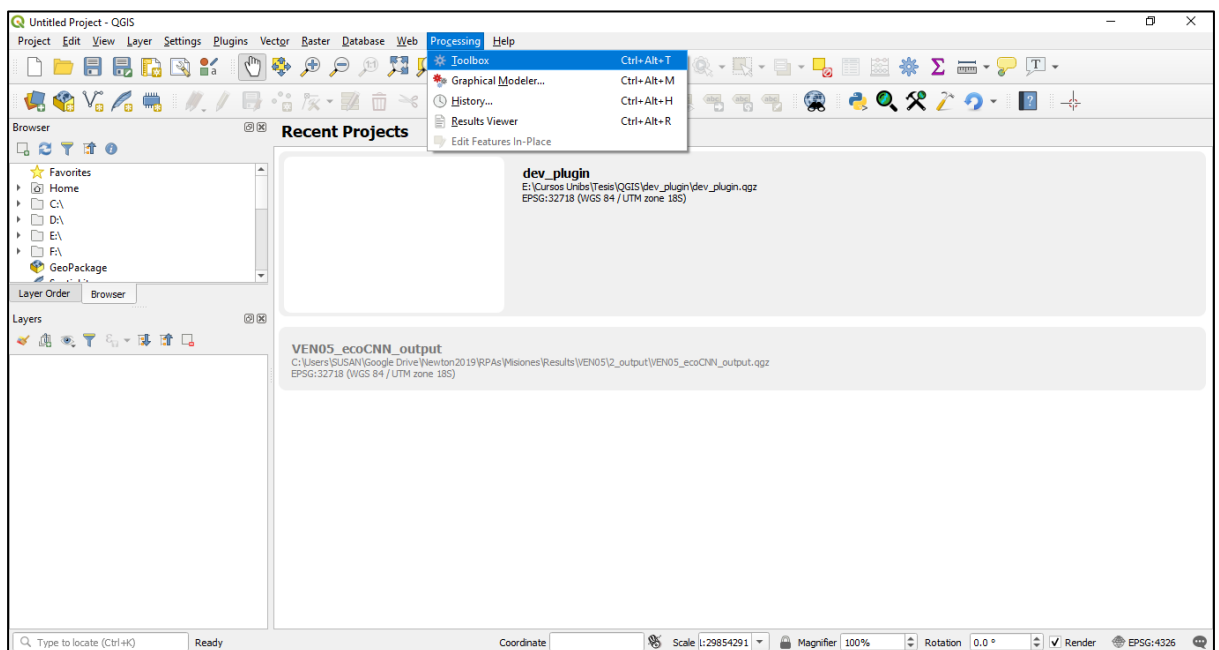 Untitled Project - QGIS
Project Edit View Layer Settings Plugins Vector Raster Database Web Processing Help
Toolbox Ctrl+Alt+T
Graphical Modeler... Ctrl+Alt+M
History... Ctrl+Alt+H
Results Viewer Ctrl+Alt+R
Edit Features In-Place
Browser
Favorites
Home
C:\
D:\
E:\
F:\
GeoPackage
Layer Order Browser
Layers
Recent Projects
dev_plugin
E:\Cursos Unibs\Tesis\QGIS\dev_plugin\dev_plugin.qgz
EPSG:32718 (WGS 84 / UTM zone 18S)
VEN05_ecoCNN_output
C:\Users\SUSAN\Google Drive\Newton2019\RPAs\Misiones\Results\VEN05\2_output\VEN05_ecoCNN_output.qgz
EPSG:32718 (WGS 84 / UTM zone 18S)
Type to locate (Ctrl+K) Ready Coordinate Scale 1:29854291 Magnifier 100% Rotation 0.0 ° Render EPSG:4326